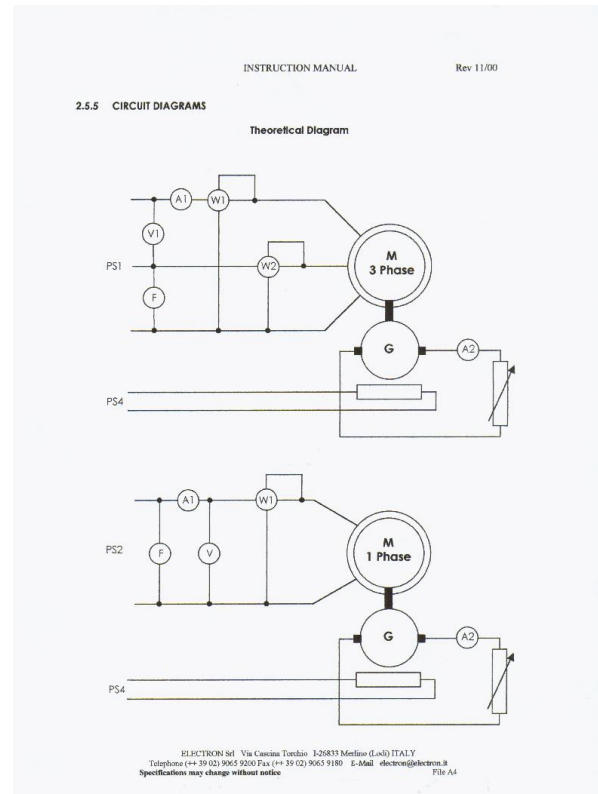 INSTRUCTION MANUAL Rev 11/00
2.5.5 CIRCUIT DIAGRAMS
Theoretical Diagram
A1 W1
V1
PS1 W2 M
3 Phase
F
G A2
PS4
A1 W1
PS2 F V M
1 Phase
G A2
PS4
ELECTRON Srl Via Cascina Torchio I-26833 Merlino (Lodi) ITALY
Telephone (++ 39 02) 9065 9200 Fax (++ 39 02) 9065 9180 E-Mail electron@electron.it
Specifications may change without notice File A4